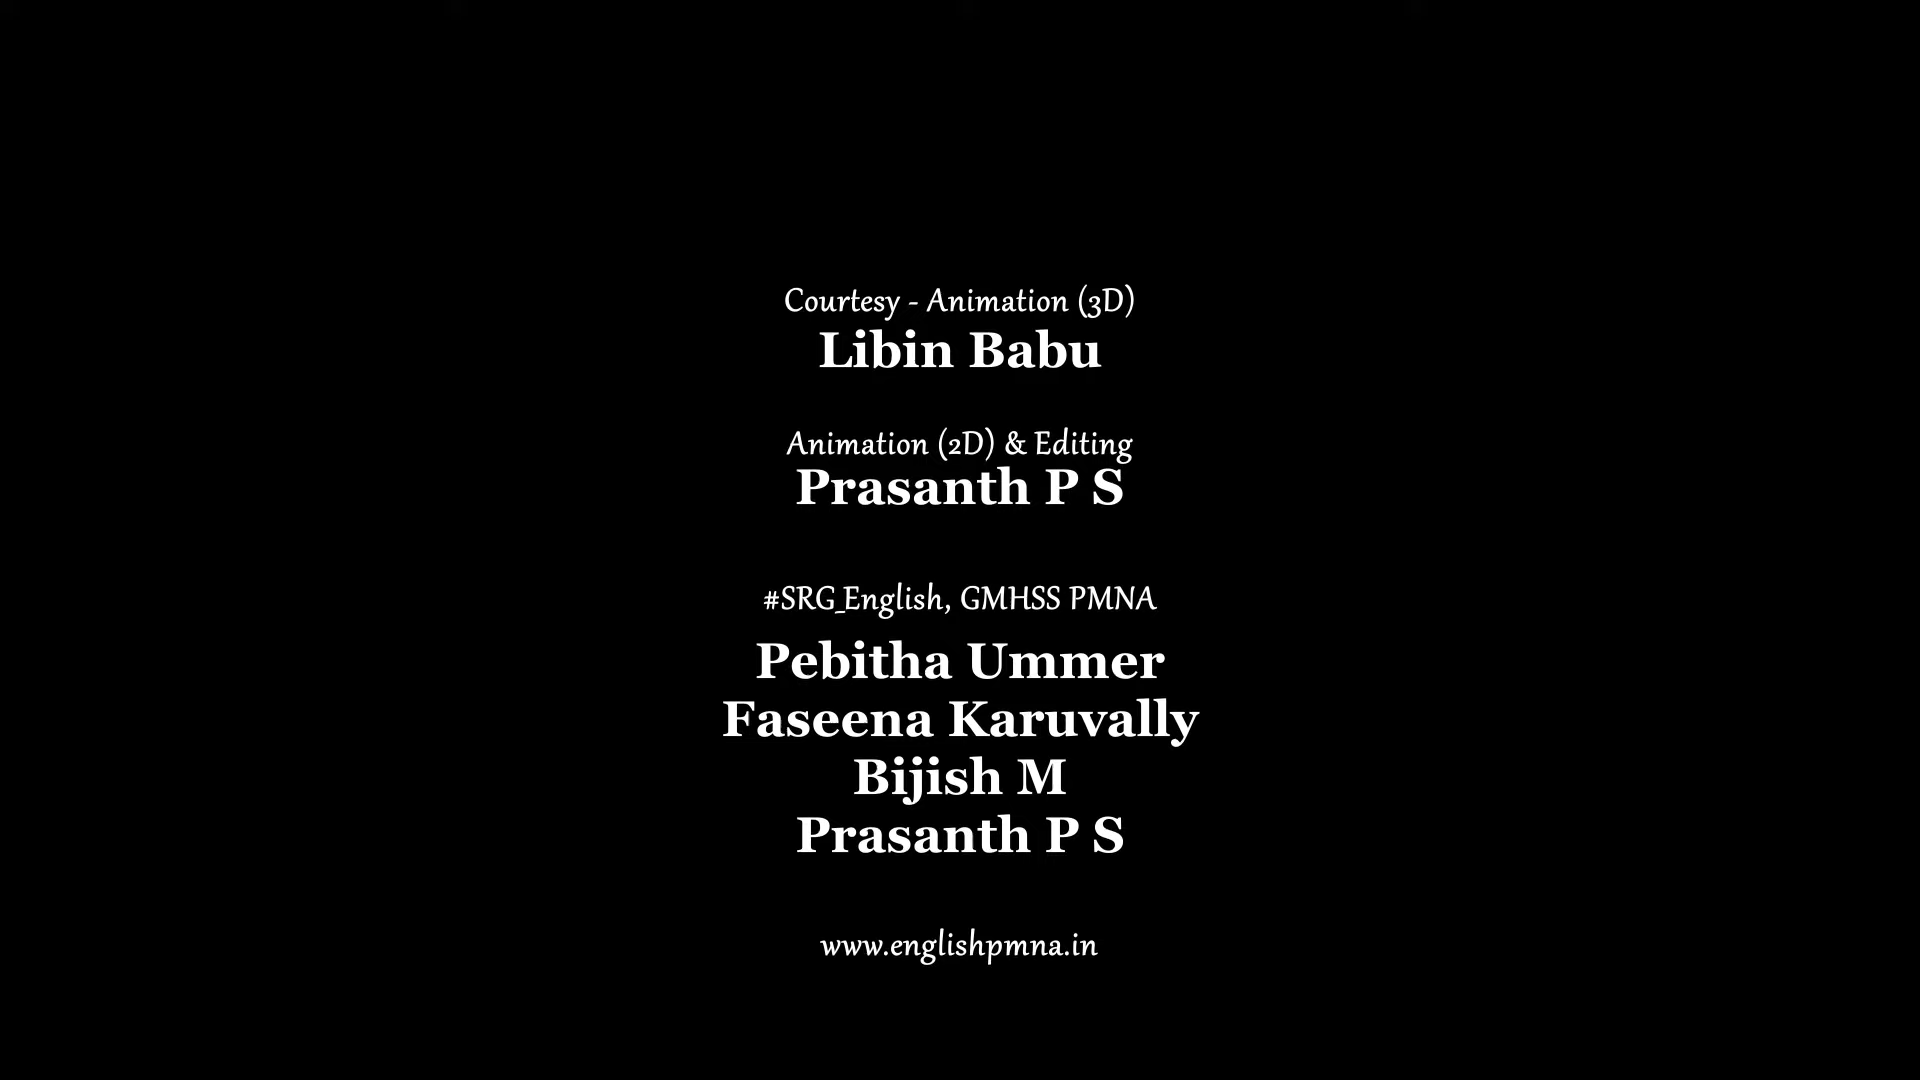 Courtesy - Animation (3D)
Libin Babu
Animation (2D) & Editing
Prasanth P S
#SRG_English, GMHSS PMNA
Pebitha Ummer
Faseena Karuvally
Bijish M
Prasanth P S
www.englishpmna.in